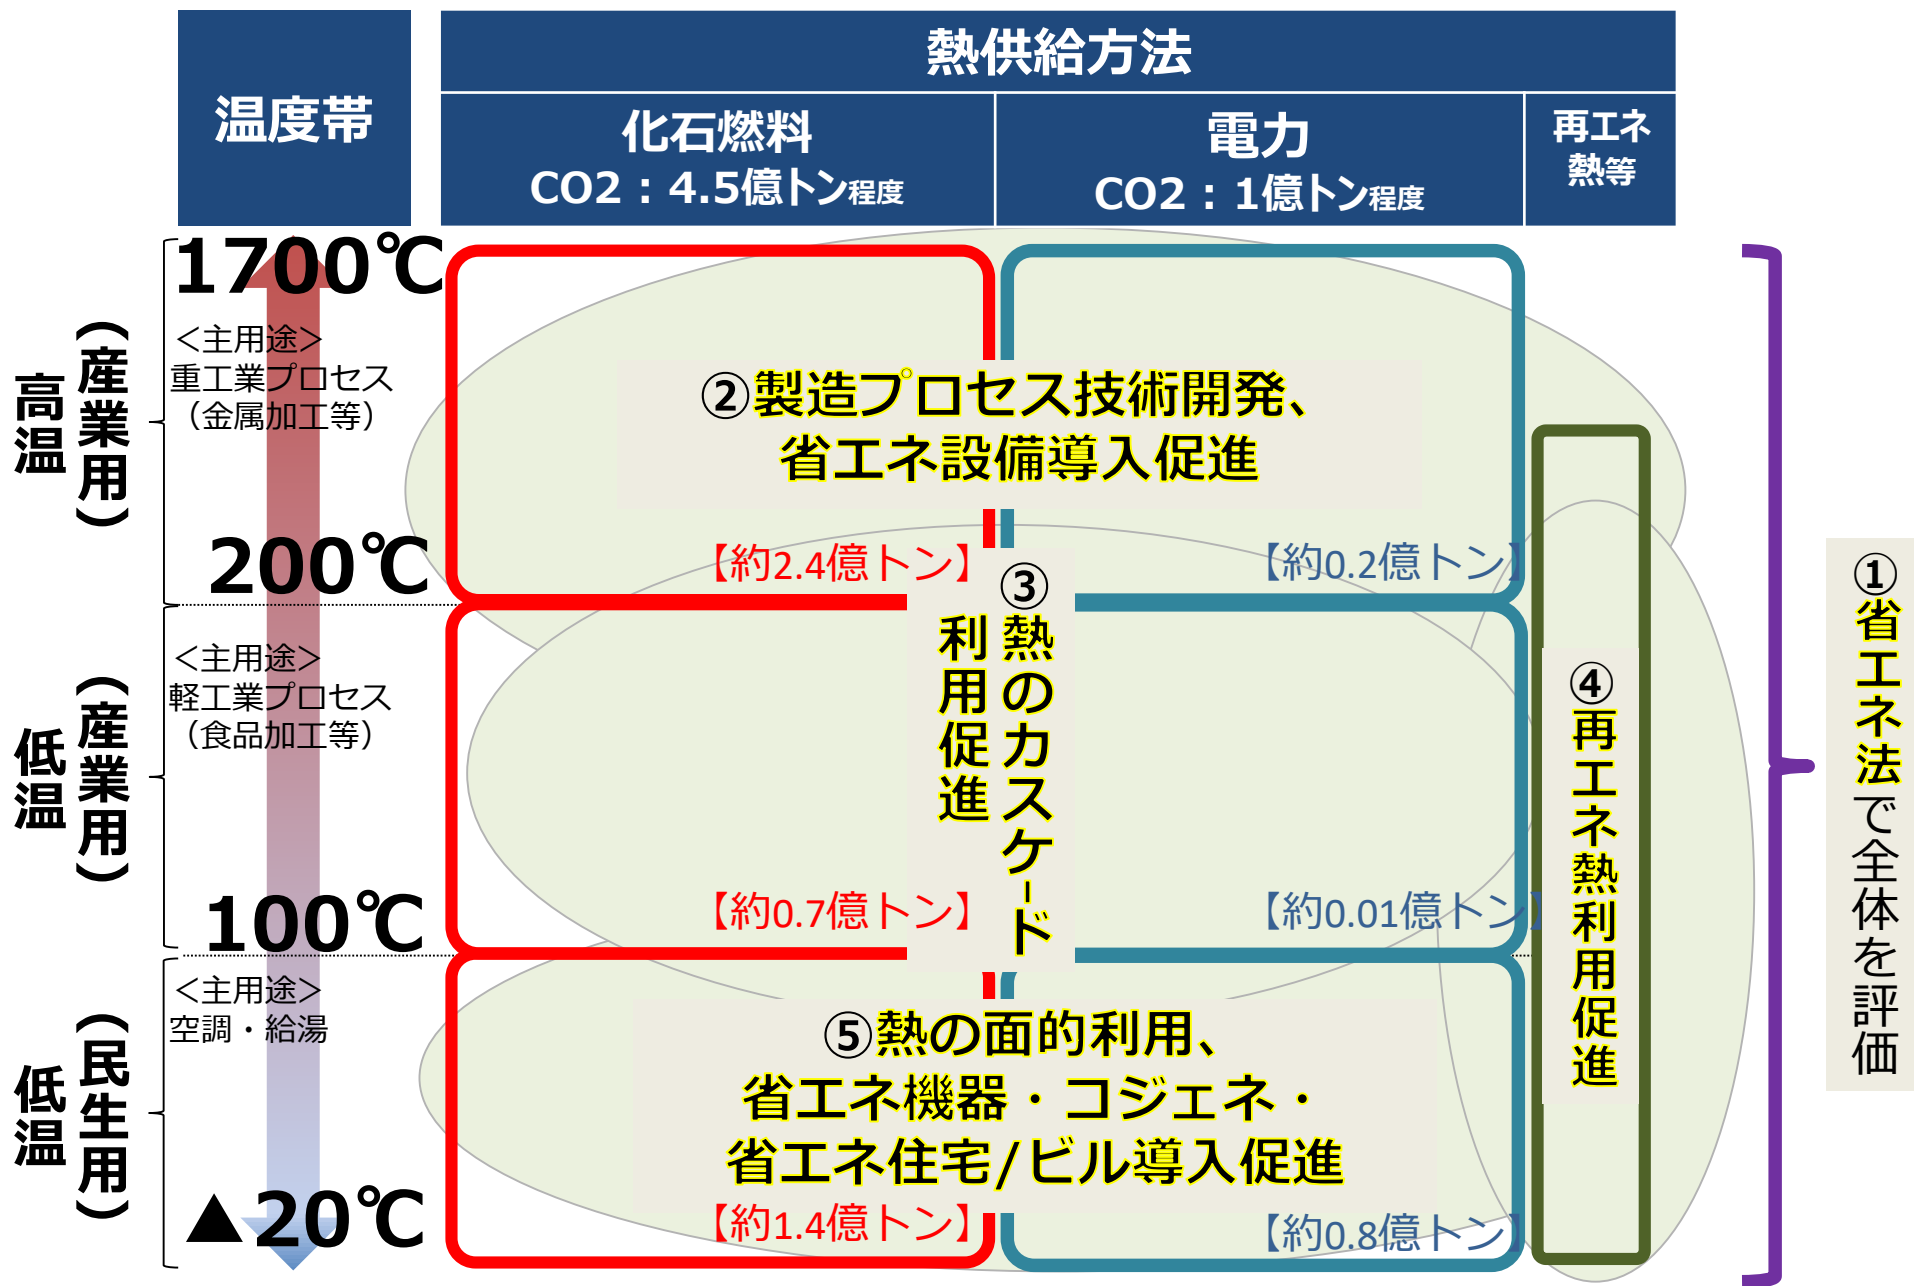 温度帯
熱供給方法
化石燃料
CO2：4.5億トン程度
電力
CO2：1億トン程度
再エネ
熱等
高温
（産業用）
1700℃
＜主用途＞
重工業プロセス
（金属加工等）
200℃
②製造プロセス技術開発、
省エネ設備導入促進
【約2.4億トン】
【約0.2億トン】
低温
（産業用）
＜主用途＞
軽工業プロセス
（食品加工等）
100℃
③熱のカスケード
利用促進
【約0.7億トン】
【約0.01億トン】
低温
（民生用）
＜主用途＞
空調・給湯
▲20℃
⑤熱の面的利用、
省エネ機器・コジェネ・
省エネ住宅/ビル導入促進
【約1.4億トン】
【約0.8億トン】
④再エネ熱利用促進
①省エネ法で全体を評価